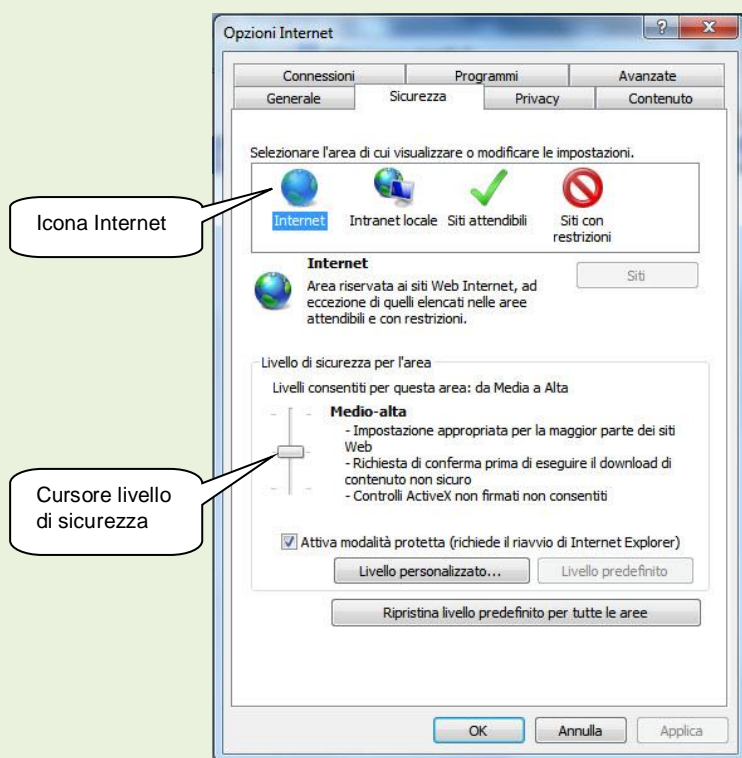 Opzioni Internet
Connessioni
Programmi
Avanzate
Generale
Sicurezza
Privacy
Contenuto
Selezionare l'area di cui visualizzare o modificare le impostazioni.
Icona Internet
Internet
Intranet locale
Siti attendibili
Siti con
restrizioni
Internet
Siti
Area riservata ai siti Web Internet, ad
eccezione di quelli elencati nelle aree
attendibili e con restrizioni.
Livello di sicurezza per l'area
Livelli consentiti per questa area: da Media a Alta
Medio-alta
- Impostazione appropriata per la maggior parte dei siti
Web
- Richiesta di conferma prima di eseguire il download di
contenuto non sicuro
- Controlli ActiveX non firmati non consentiti
Cursore livello
di sicurezza
Attiva modalità protetta (richiede il riavvio di Internet Explorer)
Livello personalizzato...
Livello predefinito
Ripristina livello predefinito per tutte le aree
OK
Annulla
Applica